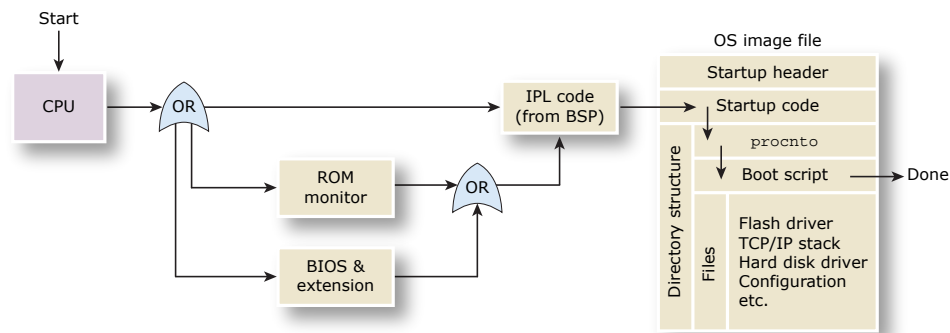 Start
CPU
OR
IPL code
(from BSP)
ROM
monitor
OR
BIOS &
extension
OS image file
Startup header
Startup code
Directory structure
procnto
Boot script
Done
Files
Flash driver
TCP/IP stack
Hard disk driver
Configuration
etc.